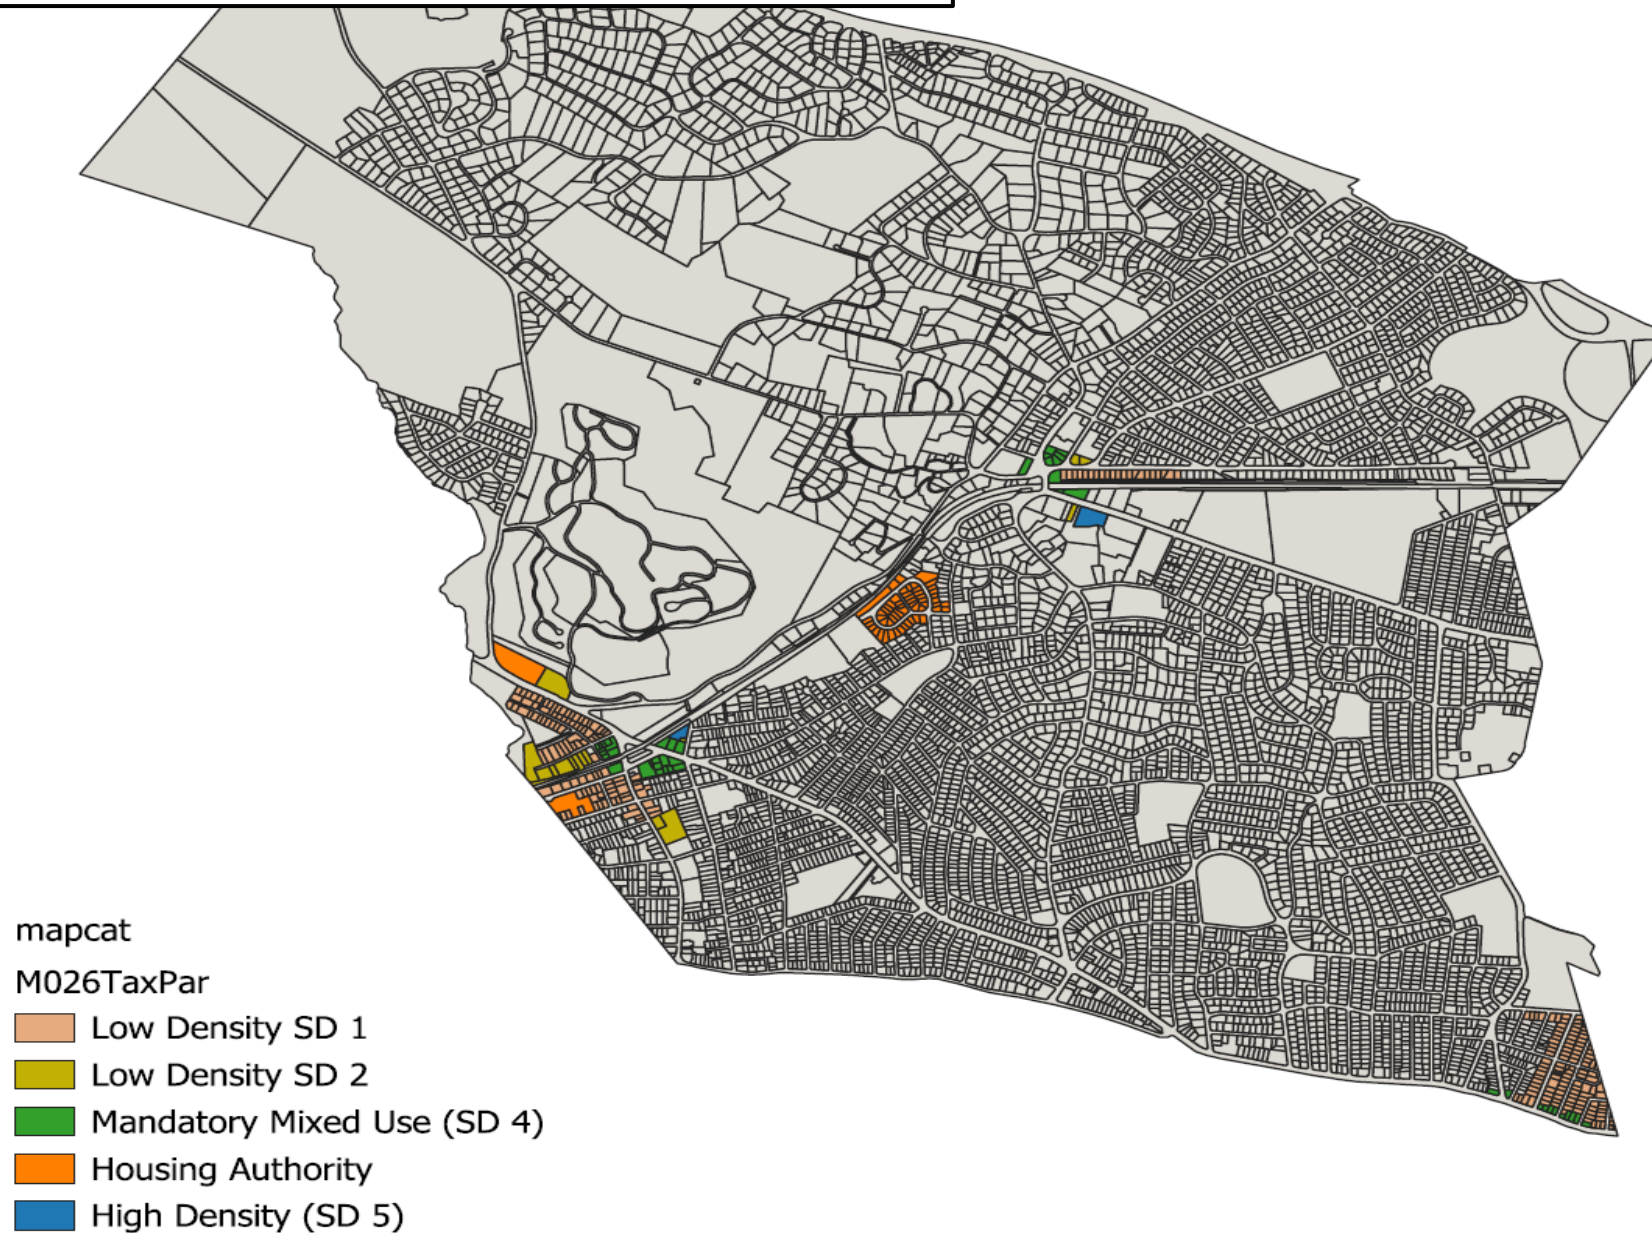 mapcat
M026TaxPar
Low Density SD 1
Low Density SD 2
Mandatory Mixed Use (SD 4)
Housing Authority
High Density (SD 5)